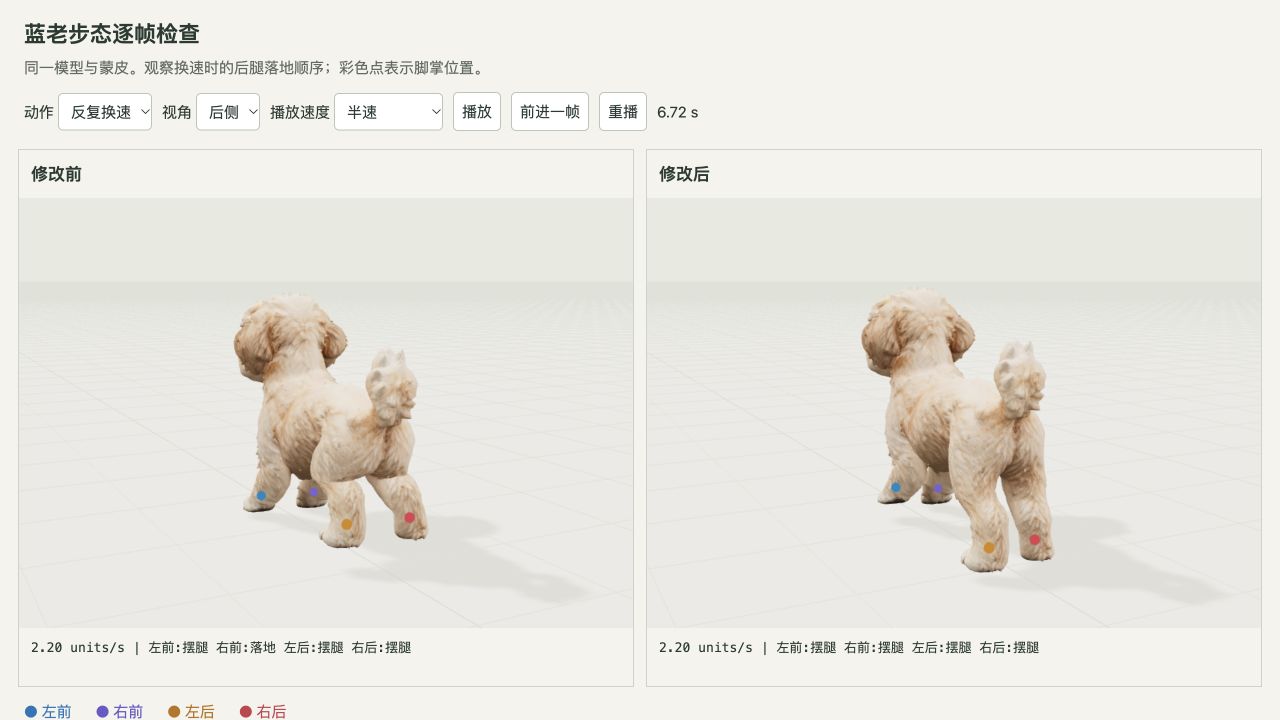 蓝老步态逐帧检查
同一模型与蒙皮。观察换速时的后腿落地顺序；彩色点表示脚掌位置。
动作 反复换速 视角 后侧 播放速度 半速 播放 前进一帧 重播 6.72 s
修改前
修改后
2.20 units/s | 左前:摆腿 右前:落地 左后:摆腿 右后:摆腿
2.20 units/s | 左前:摆腿 右前:摆腿 左后:摆腿 右后:摆腿
左前 右前 左后 右后